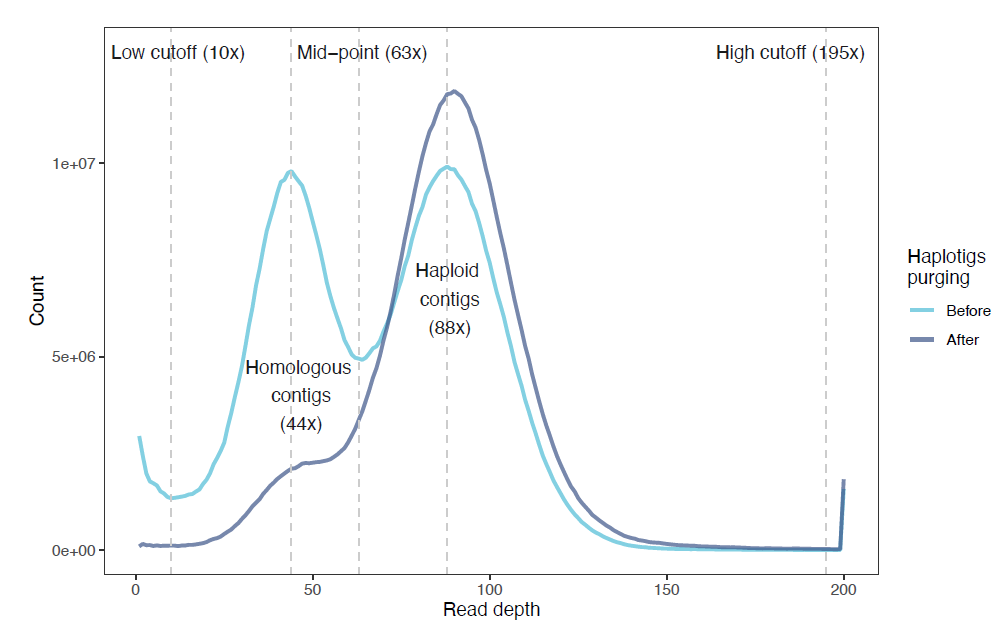 Low cutoff (10x)
Mid−point (63x)
High cutoff (195x)
1e+07
Haploid
contigs
(88x)
5e+06
Homologous
contigs
(44x)
0e+00
Count
0
50
100
150
200
Read depth
Haplotigs
purging
Before
After